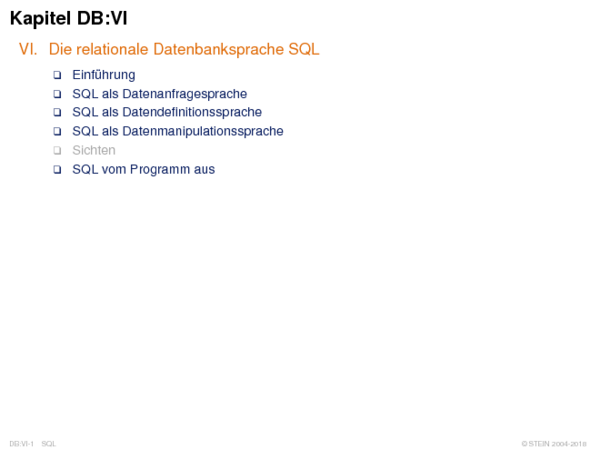 Kapitel DB:VI
VI. Die relationale Datenbanksprache SQL
❑ Einführung
❑ SQL als Datenanfragesprache
❑ SQL als Datendefinitionssprache
❑ SQL als Datenmanipulationssprache
❑ Sichten
❑ SQL vom Programm aus
DB:VI-1 SQL © STEIN 2004-2018